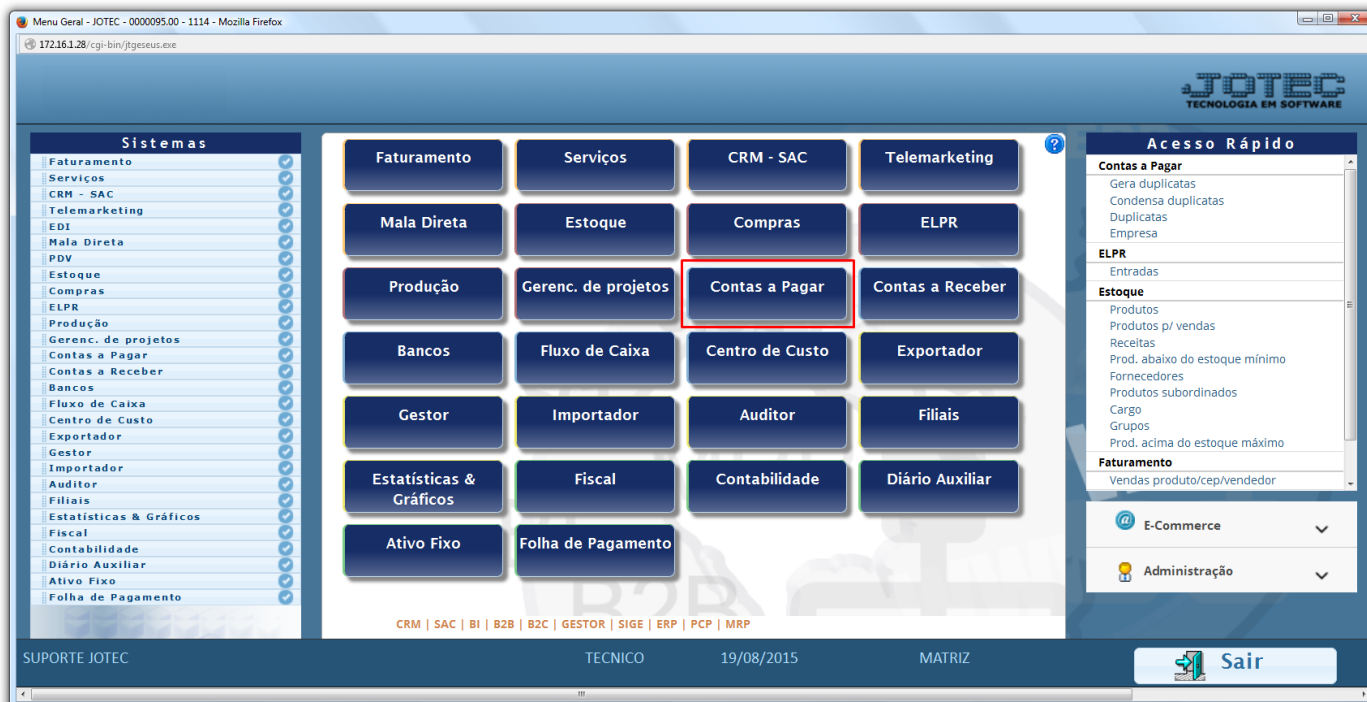 Menu Geral - JOTEC - 0000095.00 - 1114 - Mozilla Firefox
172.16.1.28/cgi-bin/jtgeseus.exe
JOTEC
TECNOLOGIA EM SOFTWARE
Sistemas
Faturamento
Serviços
CRM - SAC
Telemarketing
EDI
Mala Direta
PDV
Estoque
Compras
ELPR
Produção
Gerenc. de projetos
Contas a Pagar
Contas a Receber
Bancos
Fluxo de Caixa
Centro de Custo
Exportador
Gestor
Importador
Auditor
Filiais
Estatísticas & Gráficos
Fiscal
Contabilidade
Diário Auxiliar
Ativo Fixo
Folha de Pagamento
Faturamento Serviços CRM - SAC Telemarketing
Mala Direta Estoque Compras ELPR
Produção Gerenc. de projetos Contas a Pagar Contas a Receber
Bancos Fluxo de Caixa Centro de Custo Exportador
Gestor Importador Auditor Filiais
Estatísticas & Fiscal Contabilidade Diário Auxiliar
Gráficos
Ativo Fixo Folha de Pagamento
B2B
CRM | SAC | BI | B2B | B2C | GESTOR | SIGE | ERP | PCP | MRP
?
Acesso Rápido
Contas a Pagar
Gera duplicatas
Condensa duplicatas
Duplicatas
Empresa
ELPR
Entradas
Estoque
Produtos
Produtos p/ vendas
Receitas
Prod. abaixo do estoque mínimo
Fornecedores
Produtos subordinados
Cargo
Grupos
Prod. acima do estoque máximo
Faturamento
Vendas produto/cep/vendedor
@ E-Commerce
Administração
SUPORTE JOTEC TECNICO 19/08/2015 MATRIZ Sair